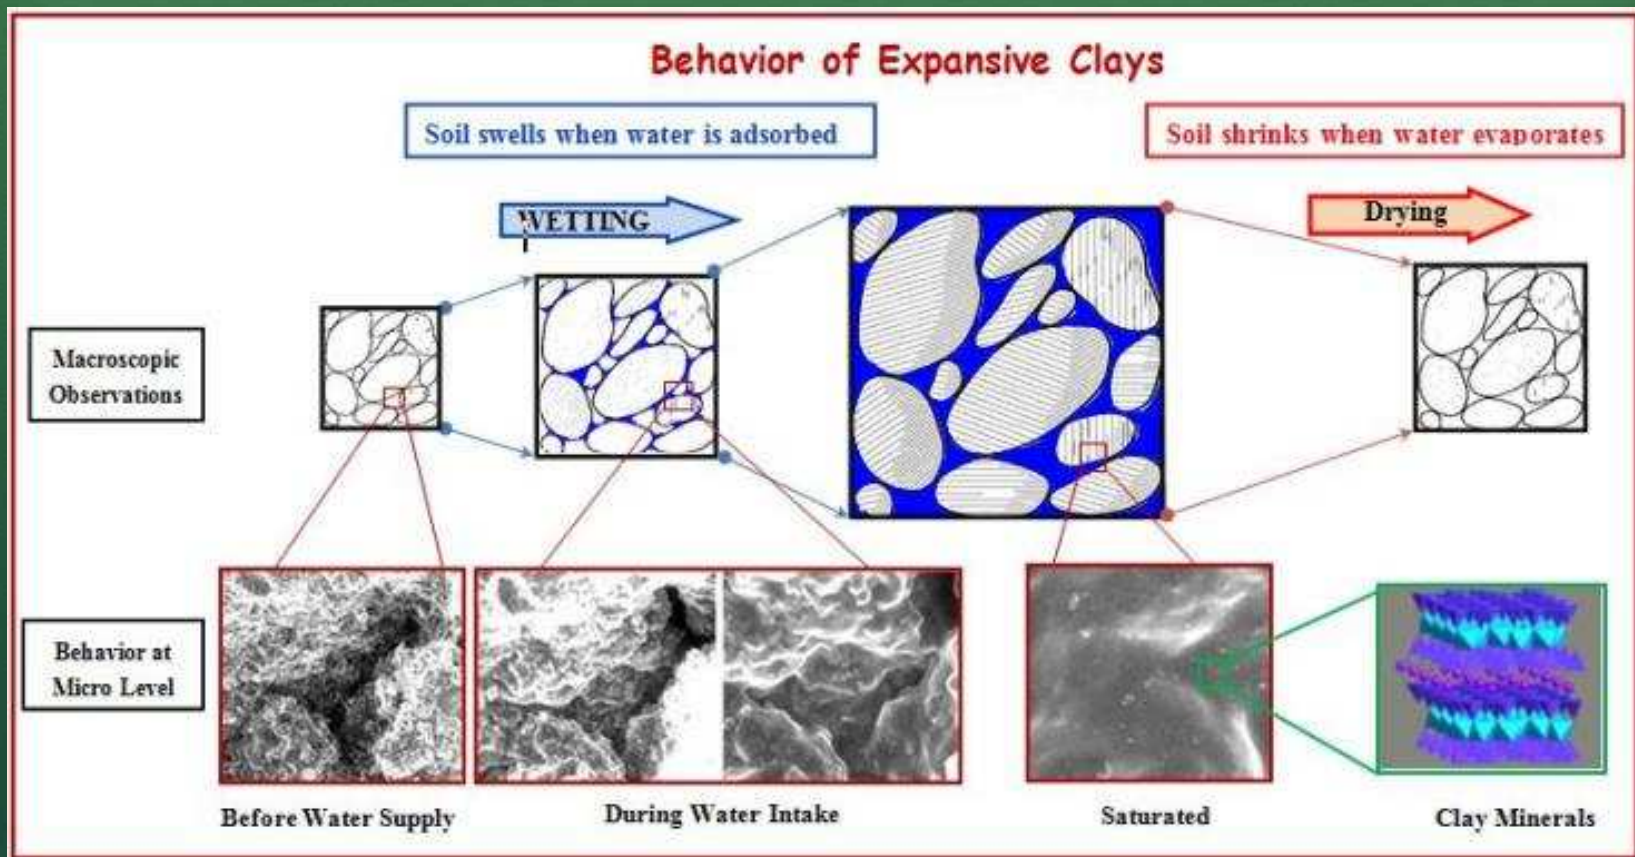 Behavior of Expansive Clays
Soil swells when water is adsorbed
Soil shrinks when water evaporates
WETTING
Drying
Macroscopic
Observations
Behavior at
Micro Level
Before Water Supply
During Water Intake
Saturated
Clay Minerals